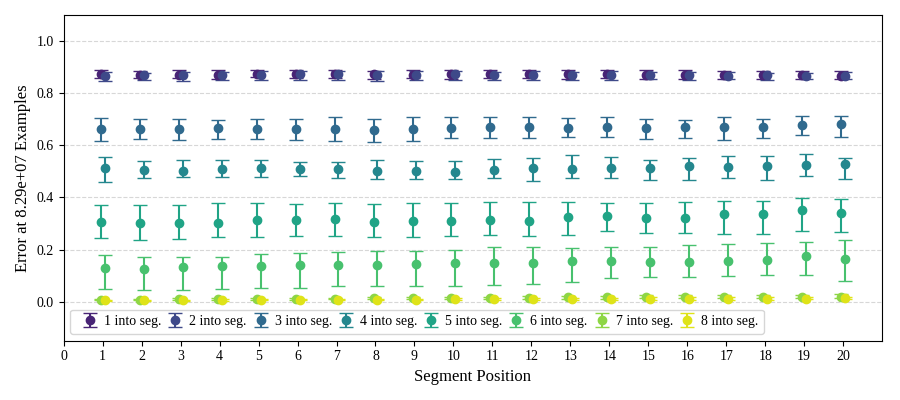 1.0
0.8
0.6
0.4
0.2
0.0
Error at 8.29e+07 Examples
1 into seg. 2 into seg. 3 into seg. 4 into seg. 5 into seg. 6 into seg. 7 into seg. 8 into seg.
0 1 2 3 4 5 6 7 8 9 10 11 12 13 14 15 16 17 18 19 20
Segment Position